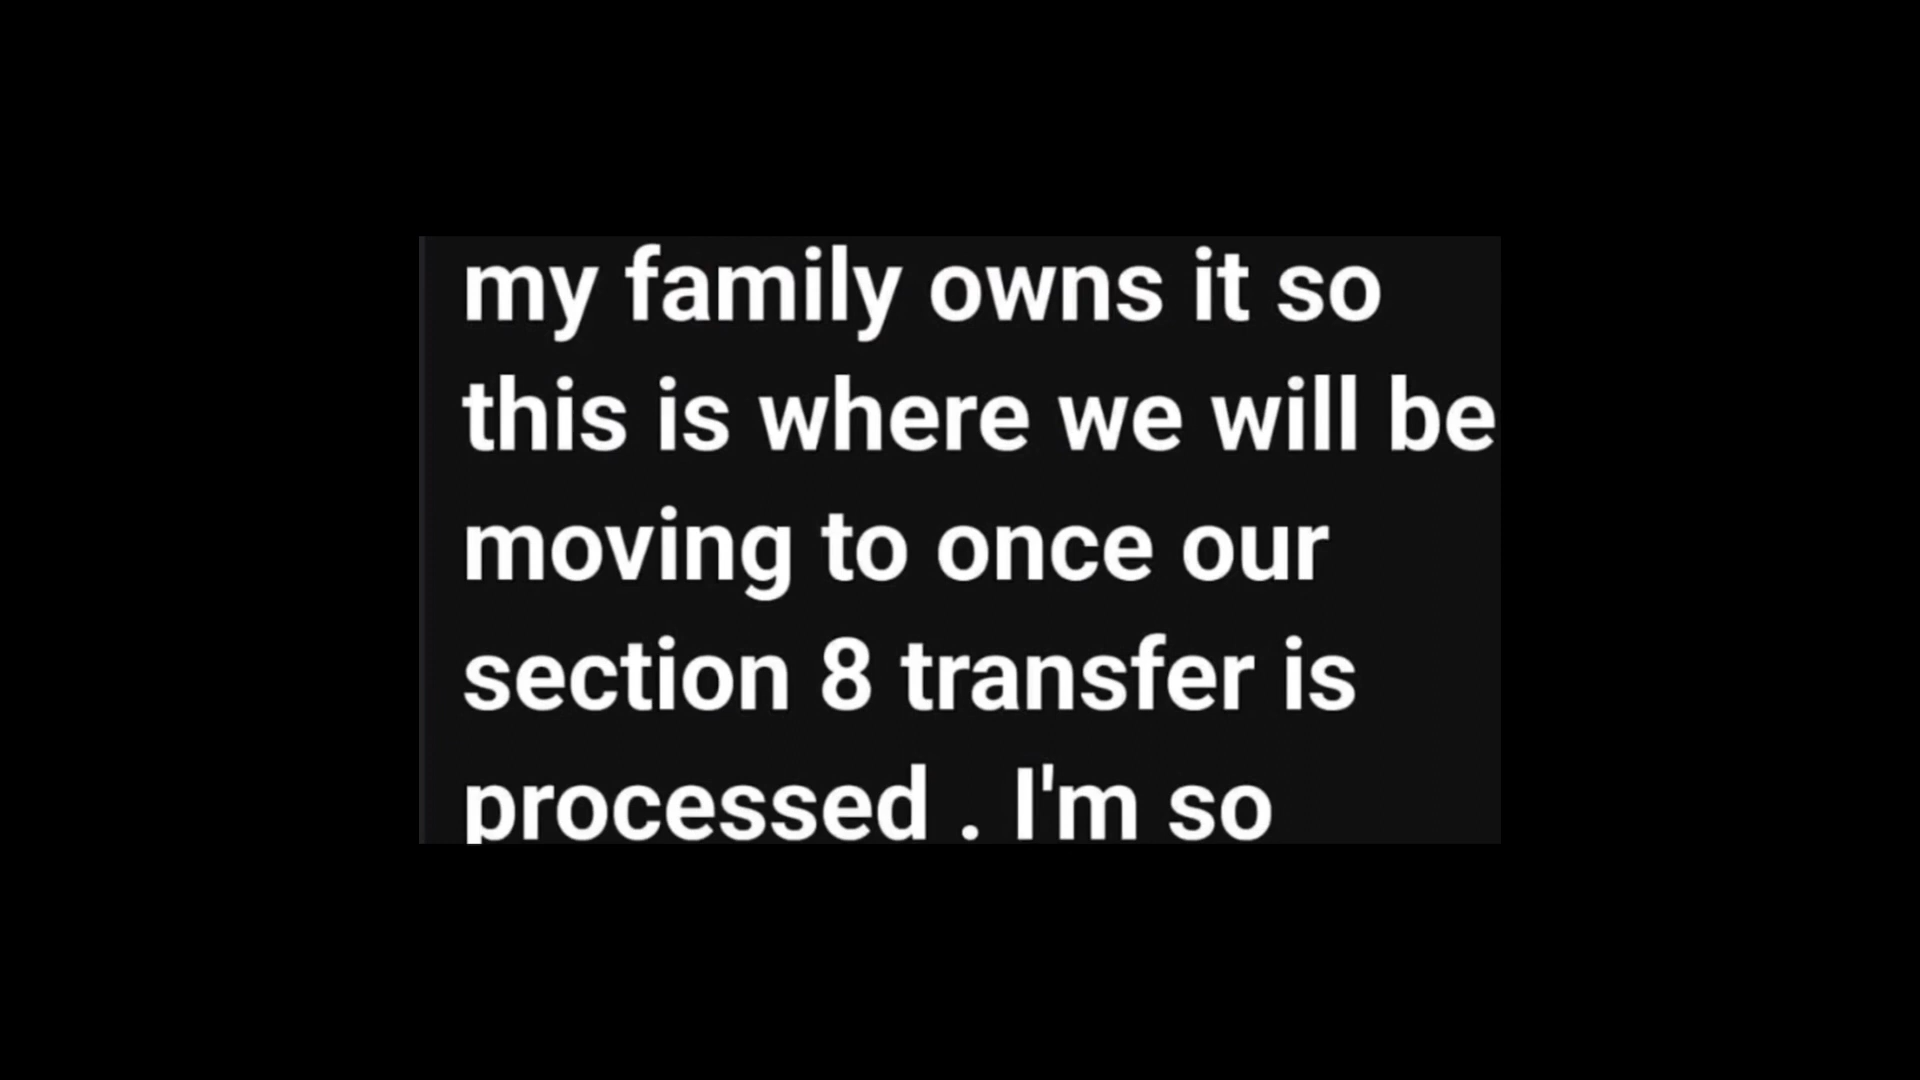 my family owns it so
this is where we will be
moving to once our
section 8 transfer is
processed . I'm so